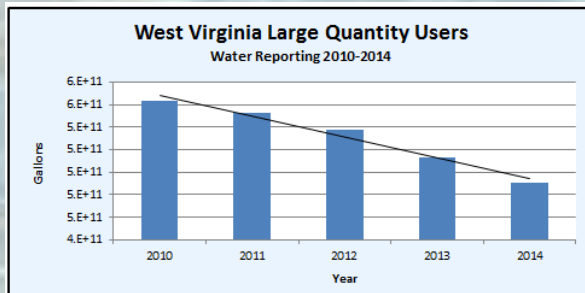 West Virginia Large Quantity Users
Water Reporting 2010-2014
6.E+11
6.E+11
5.E+11
5.E+11
5.E+11
5.E+11
5.E+11
4.E+11
Gallons
2010 2011 2012 2013 2014
Year